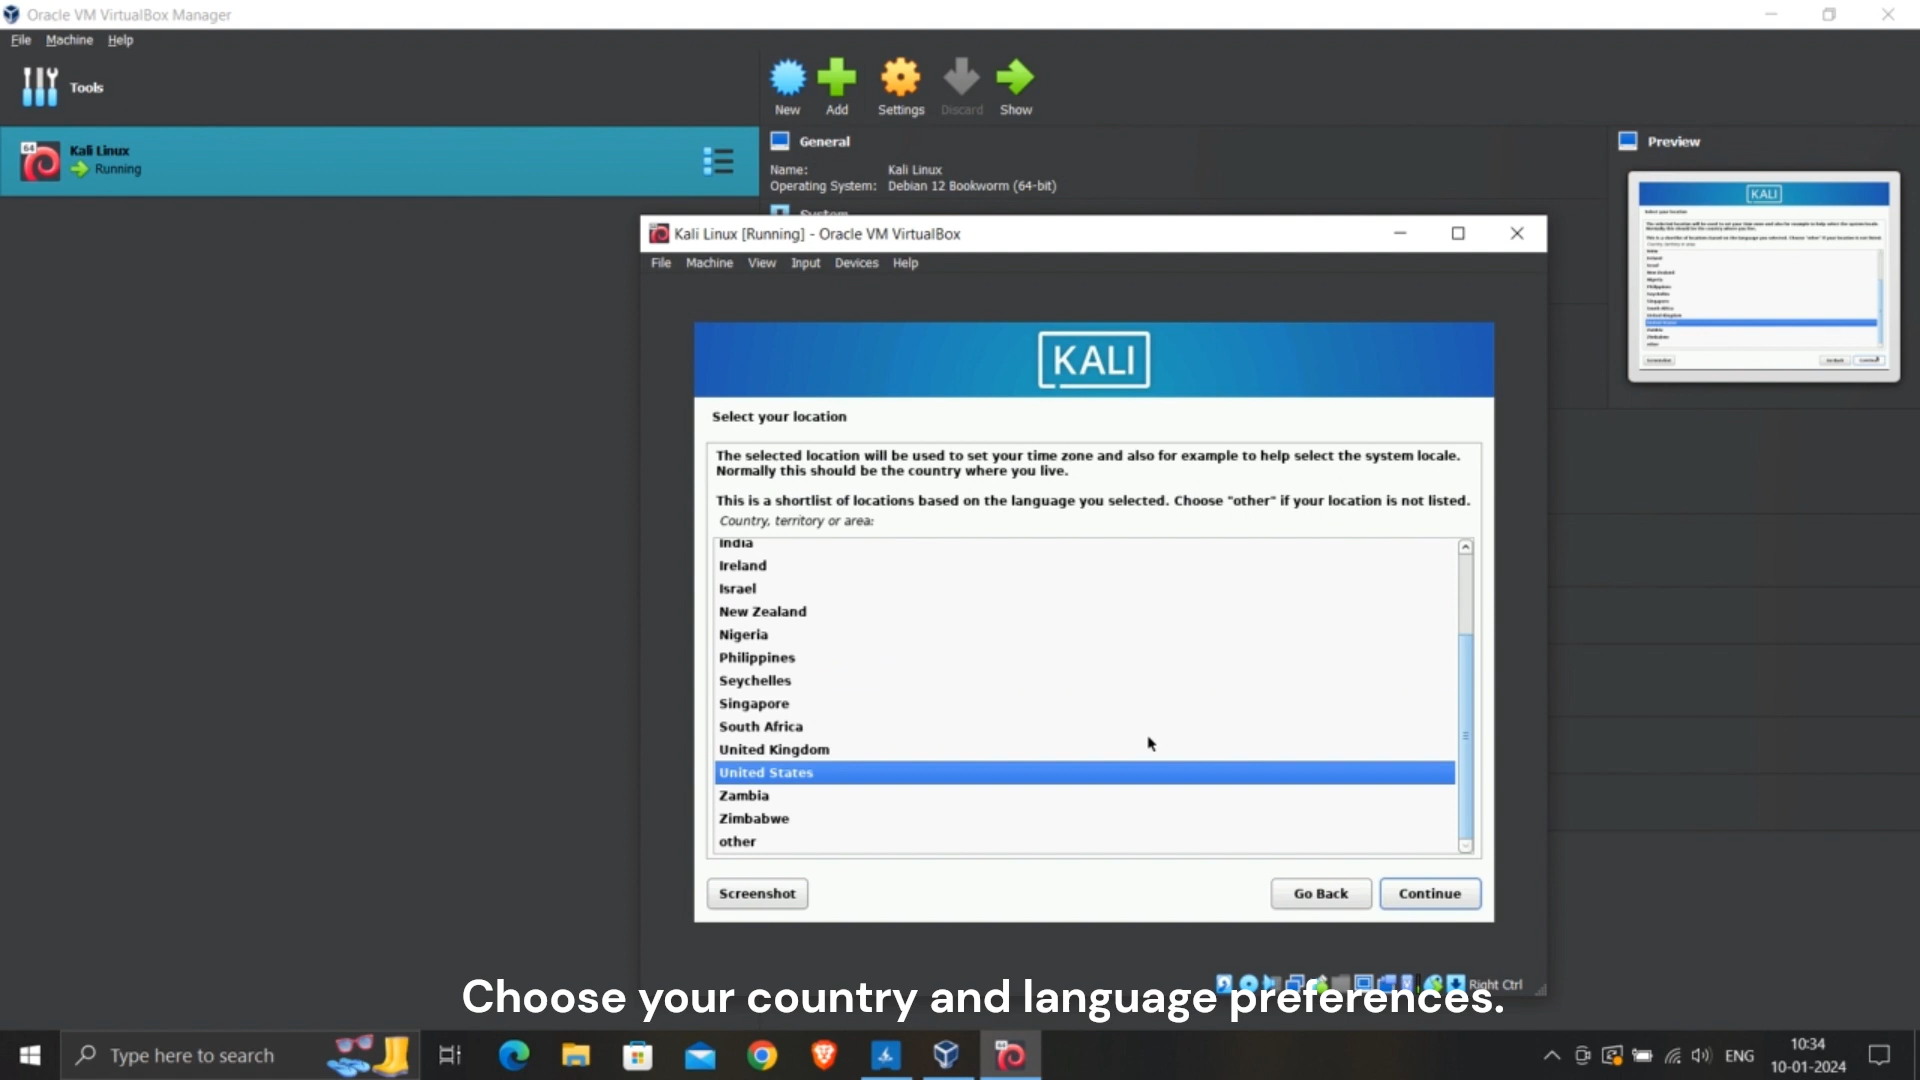 Oracle VM VirtualBox Manager
File Machine Help
Tools
New Add Settings Discard Show
64
Kali Linux
Running
General
Name: Kali Linux
Operating System: Debian 12 Bookworm (64-bit)
System
Preview
KALI
Kali Linux [Running] - Oracle VM VirtualBox
File Machine View Input Devices Help
KALI
Select your location
The selected location will be used to set your time zone and also for example to help select the system locale.
Normally this should be the country where you live.
This is a shortlist of locations based on the language you selected. Choose "other" if your location is not listed.
Country, territory or area:
India
Ireland
Israel
New Zealand
Nigeria
Philippines
Seychelles
Singapore
South Africa
United Kingdom
United States
Zambia
Zimbabwe
other
Screenshot Go Back Continue
Right Ctrl
Choose your country and language preferences.
Type here to search
ENG
10:34
10-01-2024